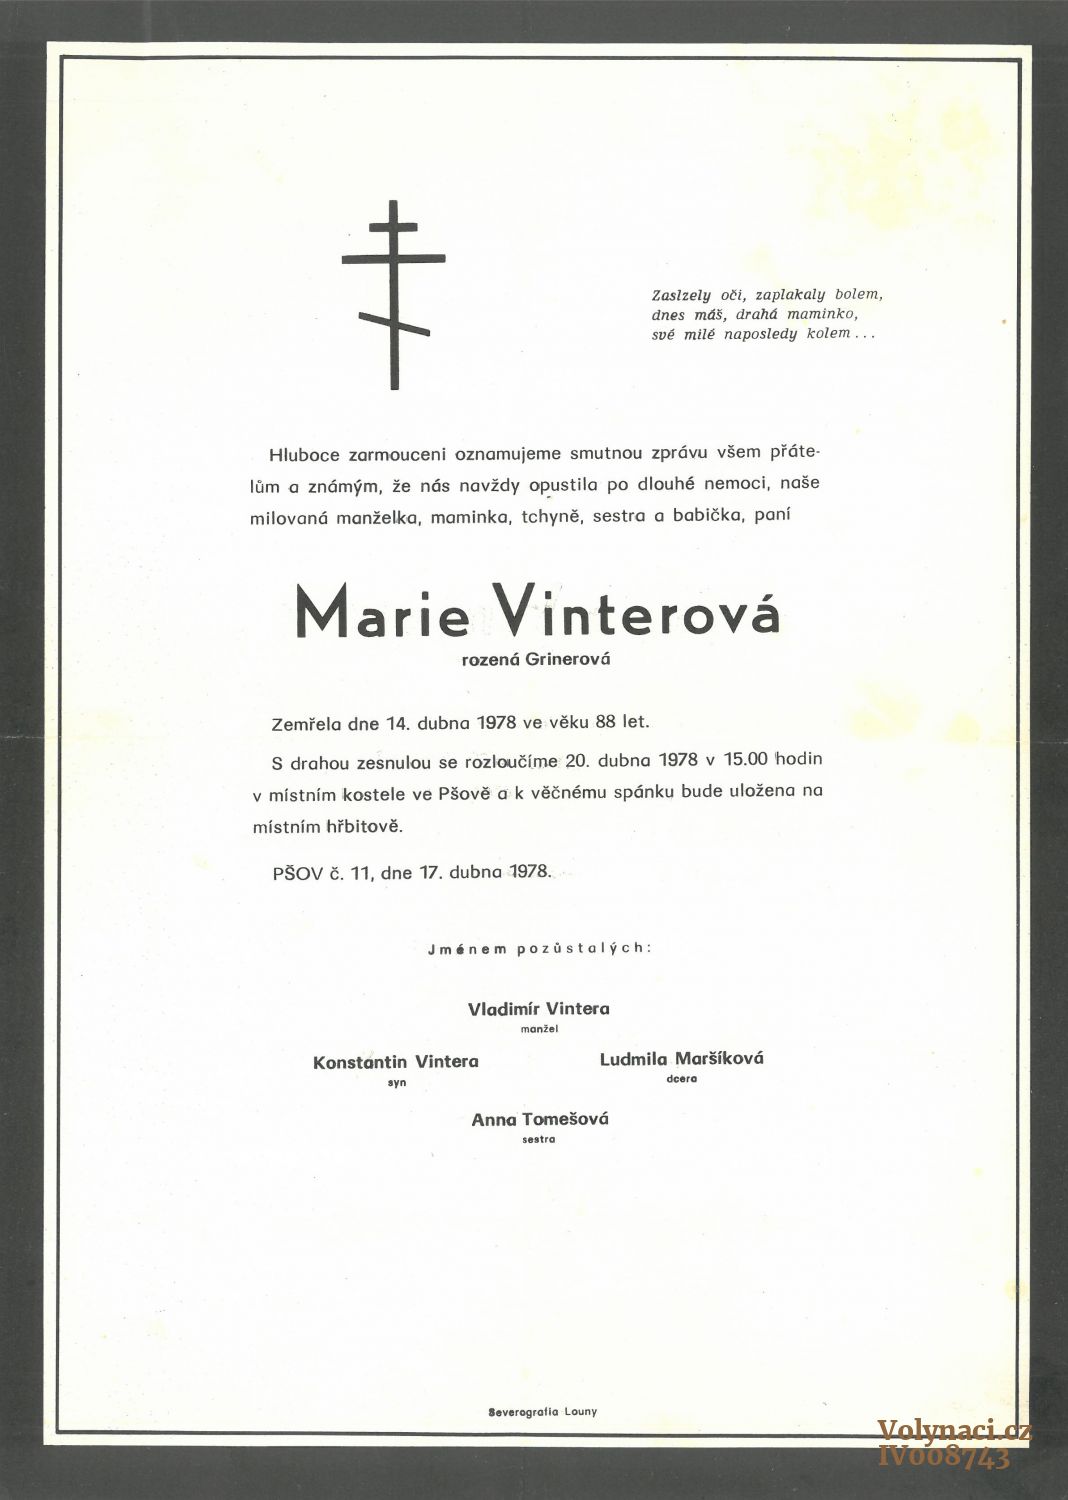 Zaslzely oči, zaplakaly bolem,
dnes máš, drahá maminko,
své milé naposledy kolem...
Hluboce zarmouceni oznamujeme smutnou zprávu všem přáte-
lům a známým, že nás navždy opustila po dlouhé nemoci, naše
milovaná manželka, maminka, tchyně, sestra a babička, paní
Marie Vinterová
rozená Grinerová
Zemřela dne 14. dubna 1978 ve věku 88 let.
S drahou zesnulou se rozloučíme 20. dubna 1978 v 15.00 hodin
v místním kostele ve Pšově a k věčnému spánku bude uložena na
místním hřbitově.
PŠOV č. 11, dne 17. dubna 1978.
Jménem pozůstalých:
Vladimír Vintera
manžel
Konstantin Vintera
syn
Ludmila Maršíková
dcera
Anna Tomešová
sestra
Severografia Louny
Volynaci.cz
IV008743